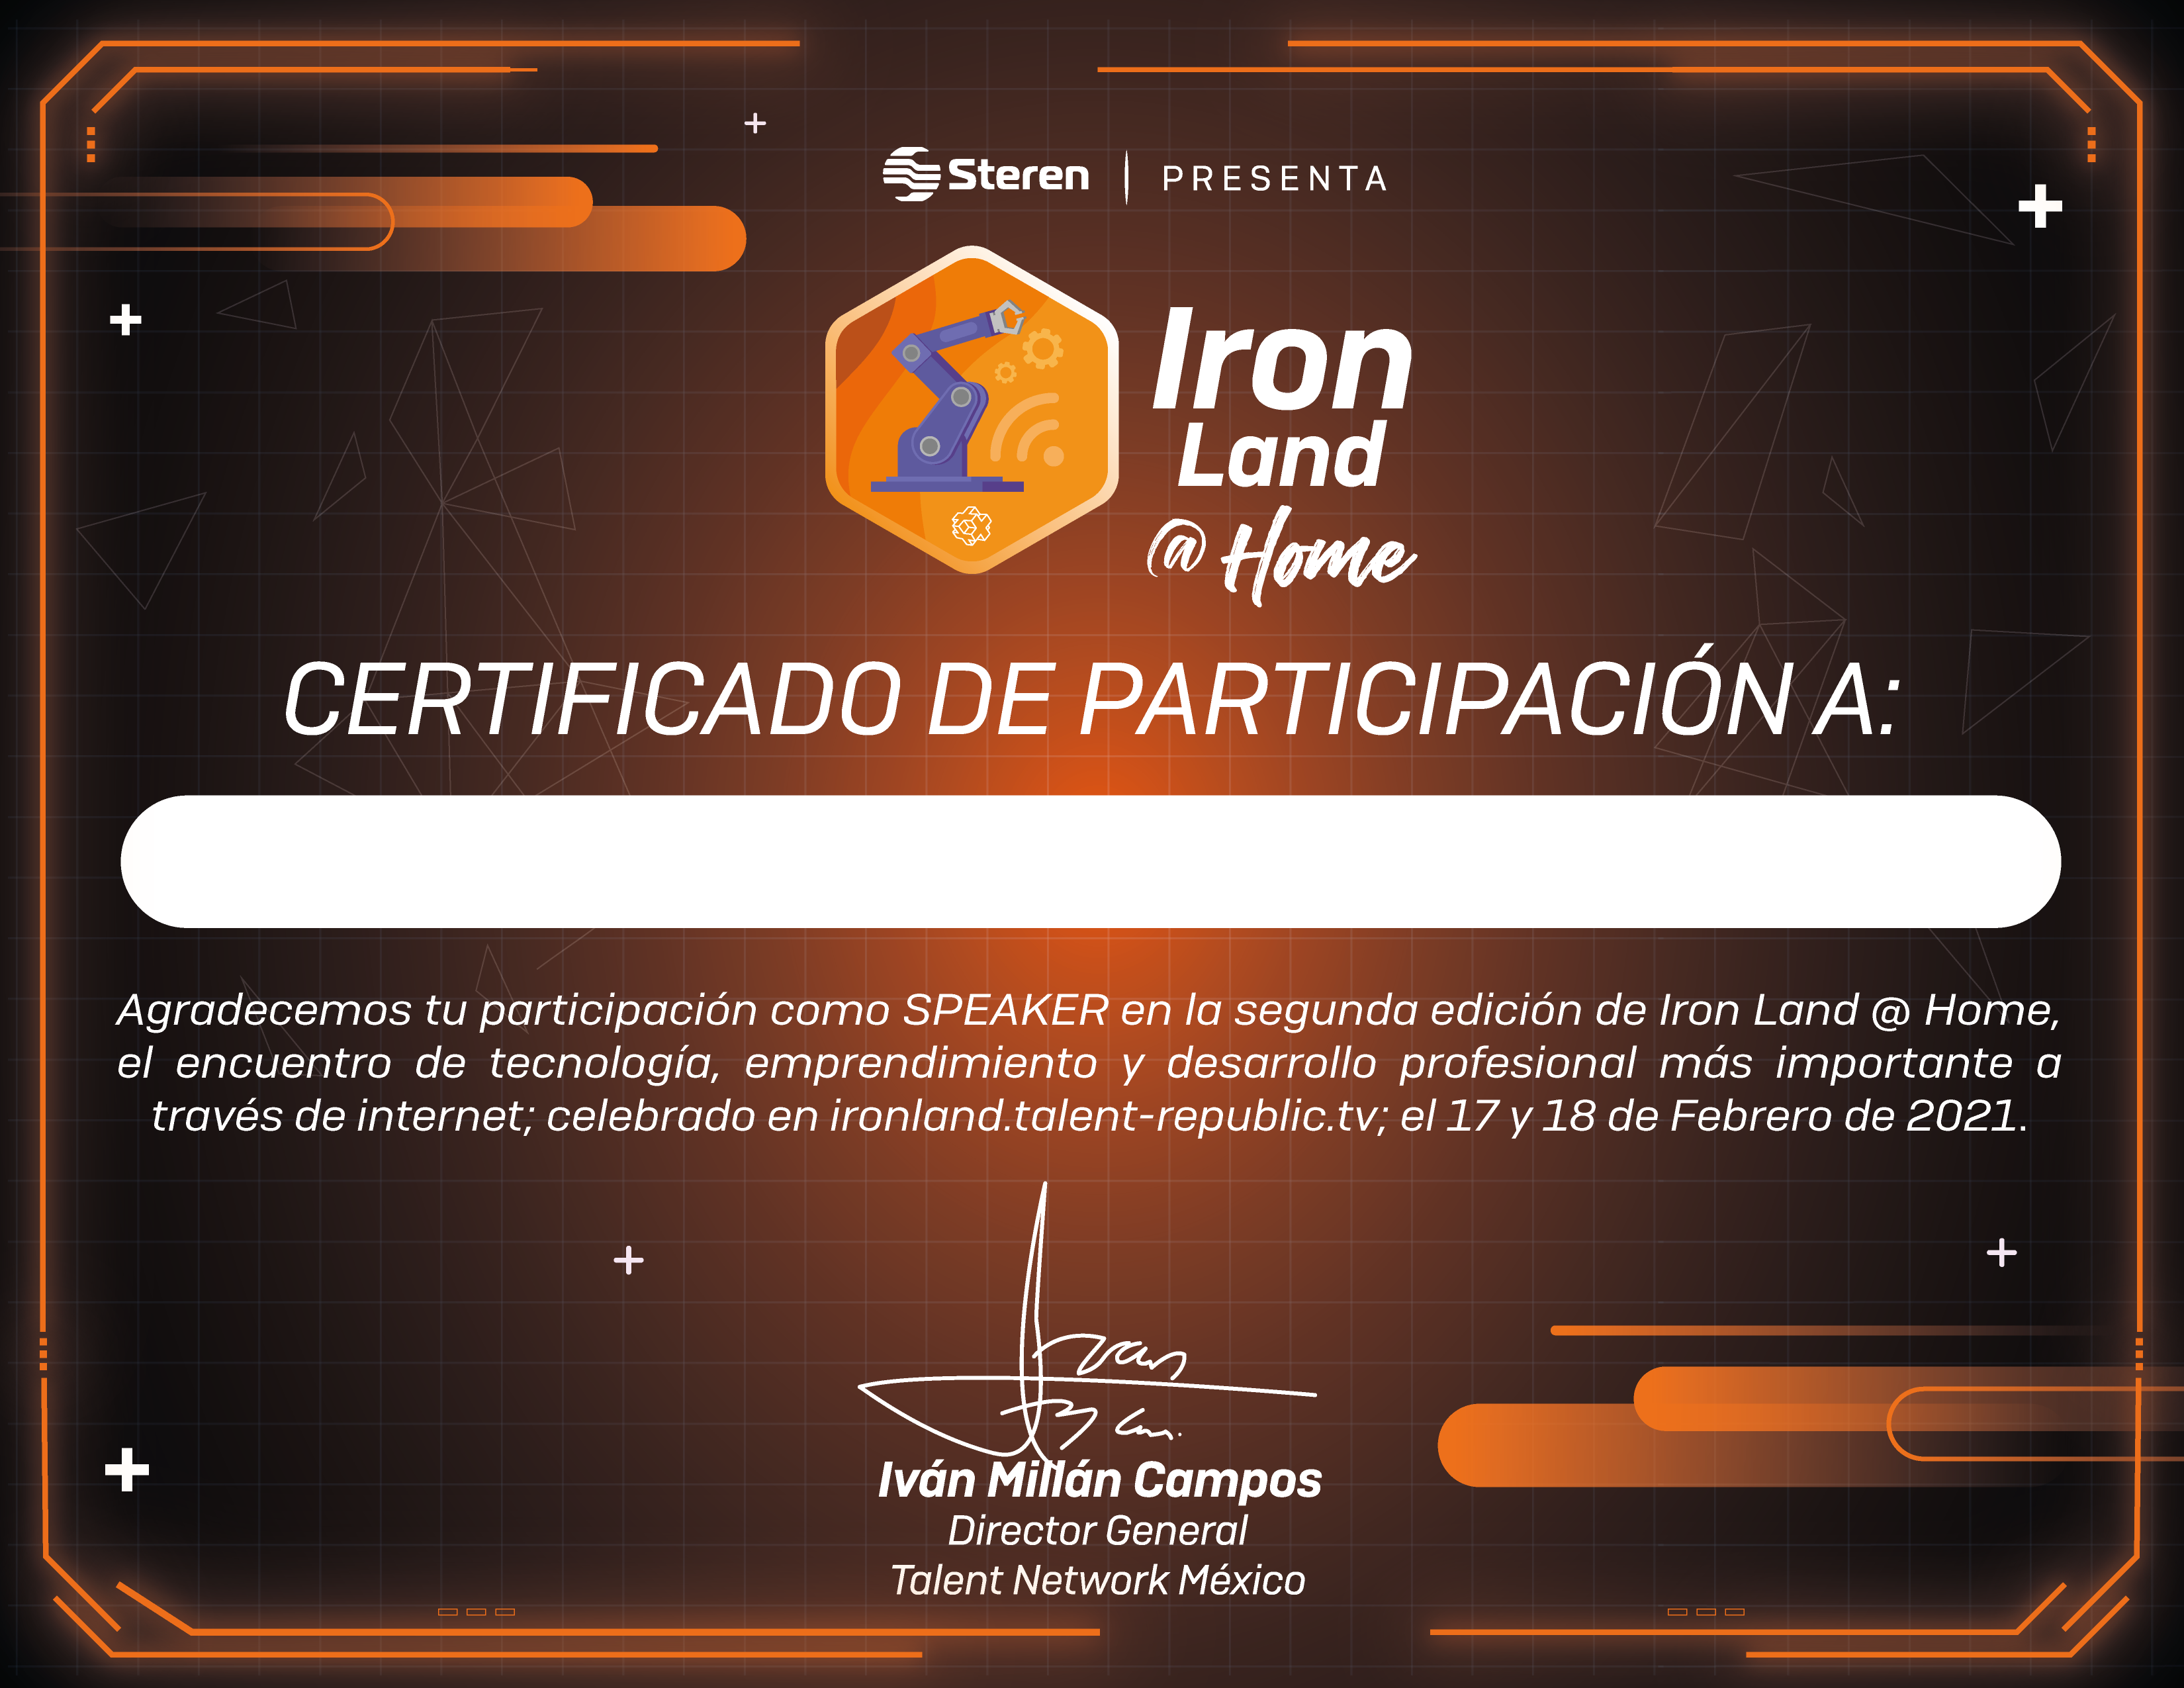 Steren | PRESENTA
Iron
Land
@ Home
CERTIFICADO DE PARTICIPACIÓN A:
Agradecemos tu participación como SPEAKER en la segunda edición de Iron Land @ Home,
el encuentro de tecnología, emprendimiento y desarrollo profesional más importante a
través de internet; celebrado en ironland.talent-republic.tv; el 17 y 18 de Febrero de 2021.
Iván Millán Campos
Director General
Talent Network México